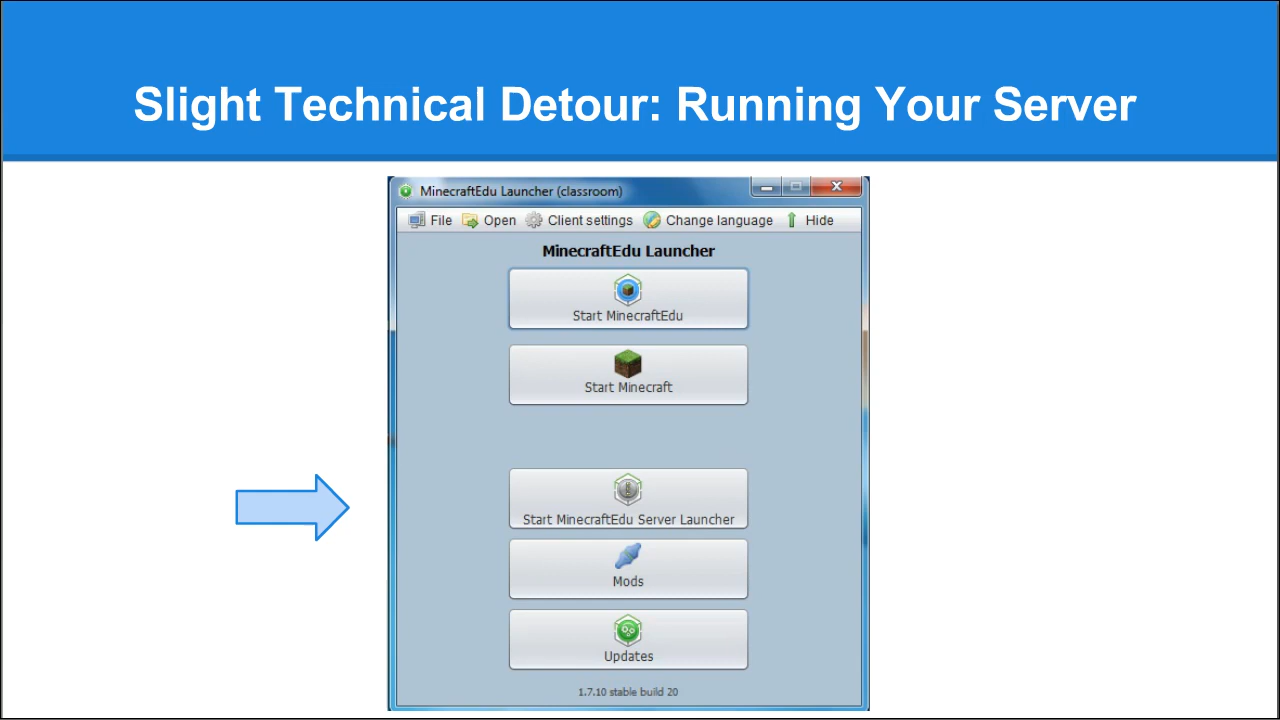 Slight Technical Detour: Running Your Server
MinecraftEdu Launcher (classroom)
File Open Client settings Change language Hide
MinecraftEdu Launcher
Start MinecraftEdu
Start Minecraft
Start MinecraftEdu Server Launcher
Mods
Updates
1.7.10 stable build 20